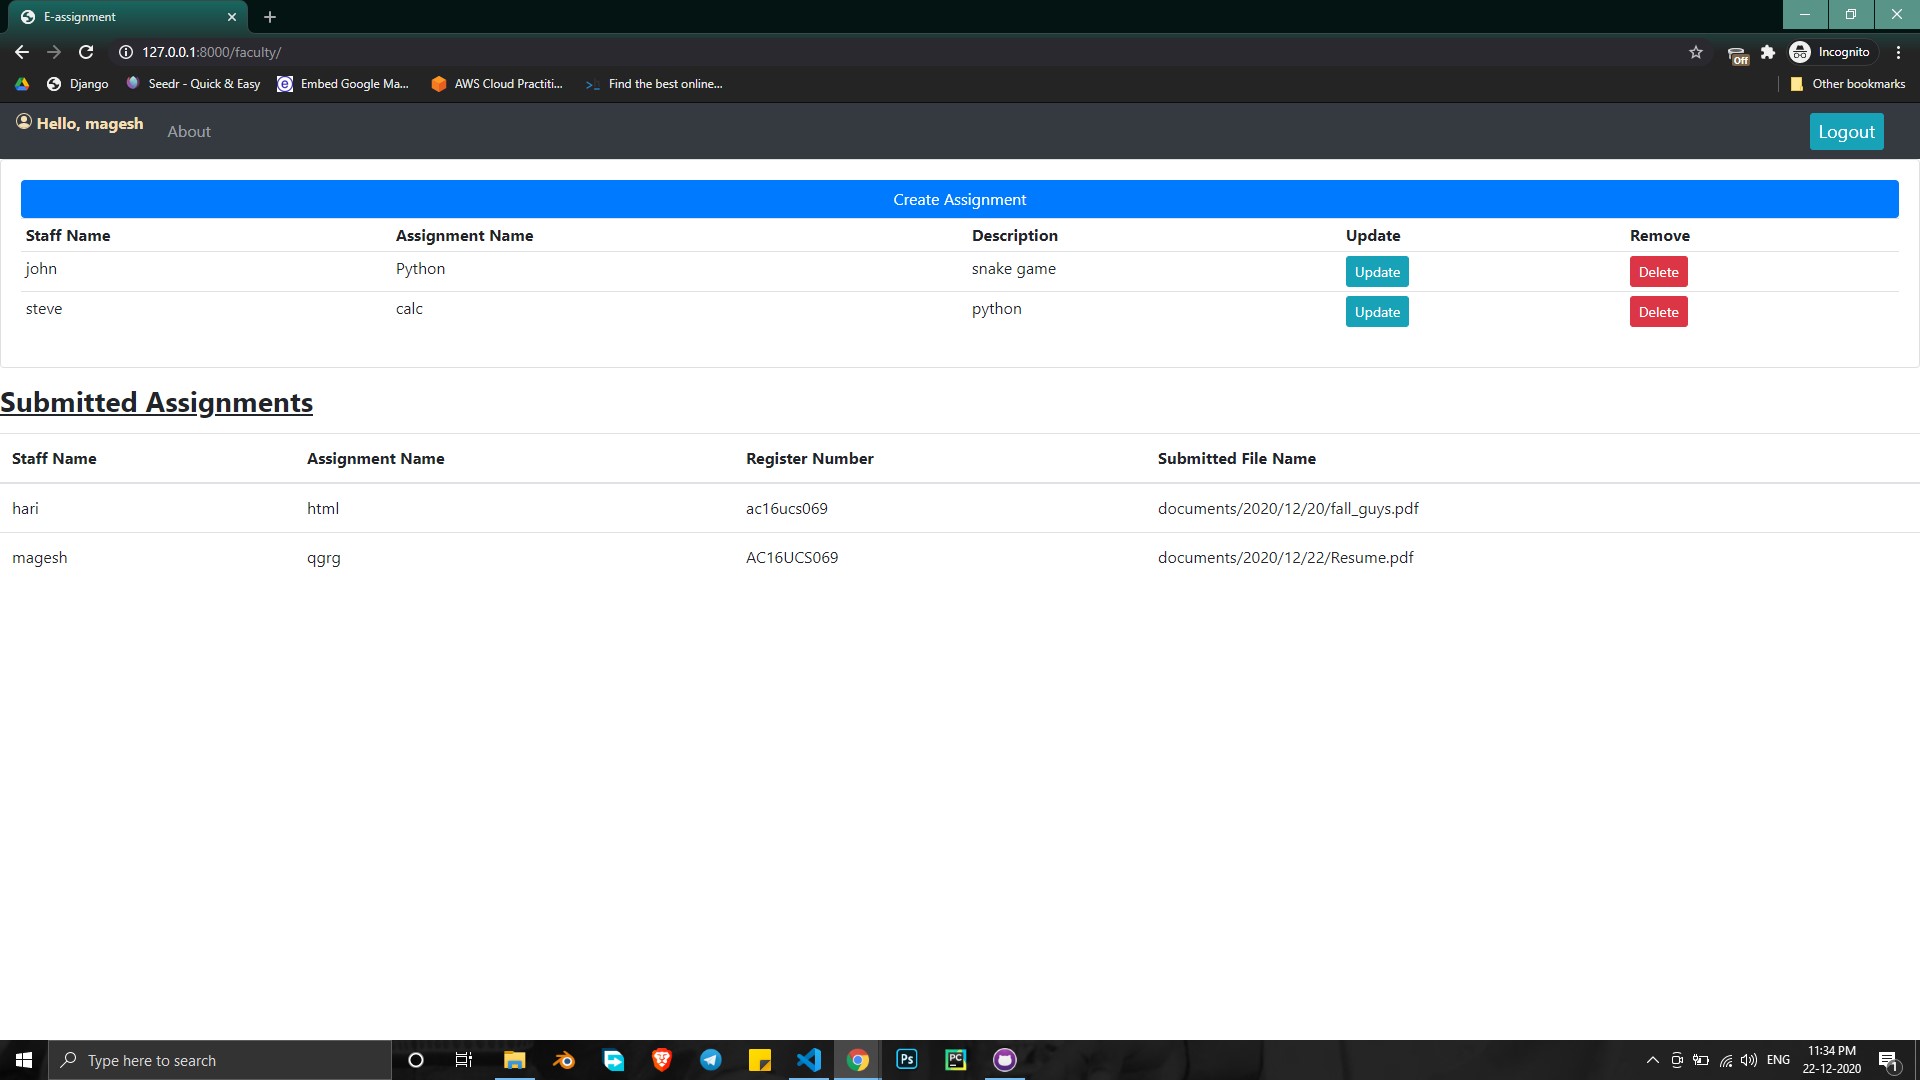 E-assignment
127.0.0.1:8000/faculty/
Off
Incognito
Django
Seedr - Quick & Easy
Embed Google Ma...
AWS Cloud Practiti...
Find the best online...
Other bookmarks
Hello, magesh
About
Logout
Create Assignment
Staff Name Assignment Name Description Update Remove
john Python snake game Update Delete
steve calc python Update Delete
Submitted Assignments
Staff Name Assignment Name Register Number Submitted File Name
hari html ac16ucs069 documents/2020/12/20/fall_guys.pdf
magesh qgrg AC16UCS069 documents/2020/12/22/Resume.pdf
Type here to search
Ps
PC
ENG
11:34 PM
22-12-2020
1